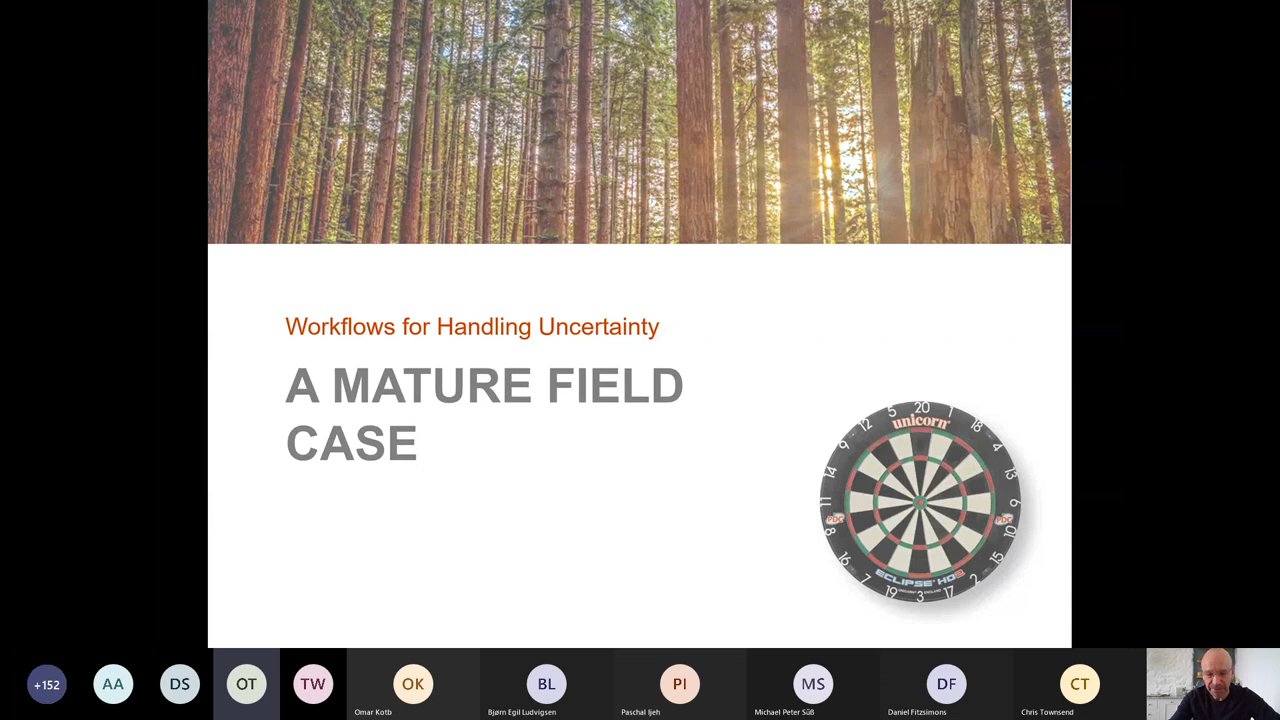 Workflows for Handling Uncertainty
A MATURE FIELD
CASE
5 20 1
12 unicorn 18
9 4
14 13
11 6
PDC PDC
8 10
16 15
ECLIPSE HD
7 2
19 3 17
+152 AA DS OT TW OK BL PI MS DF CT
Omar Kotb Bjørn Egil Ludvigsen Paschal Ijeh Michael Peter Süß Daniel Fitzsimons Chris Townsend